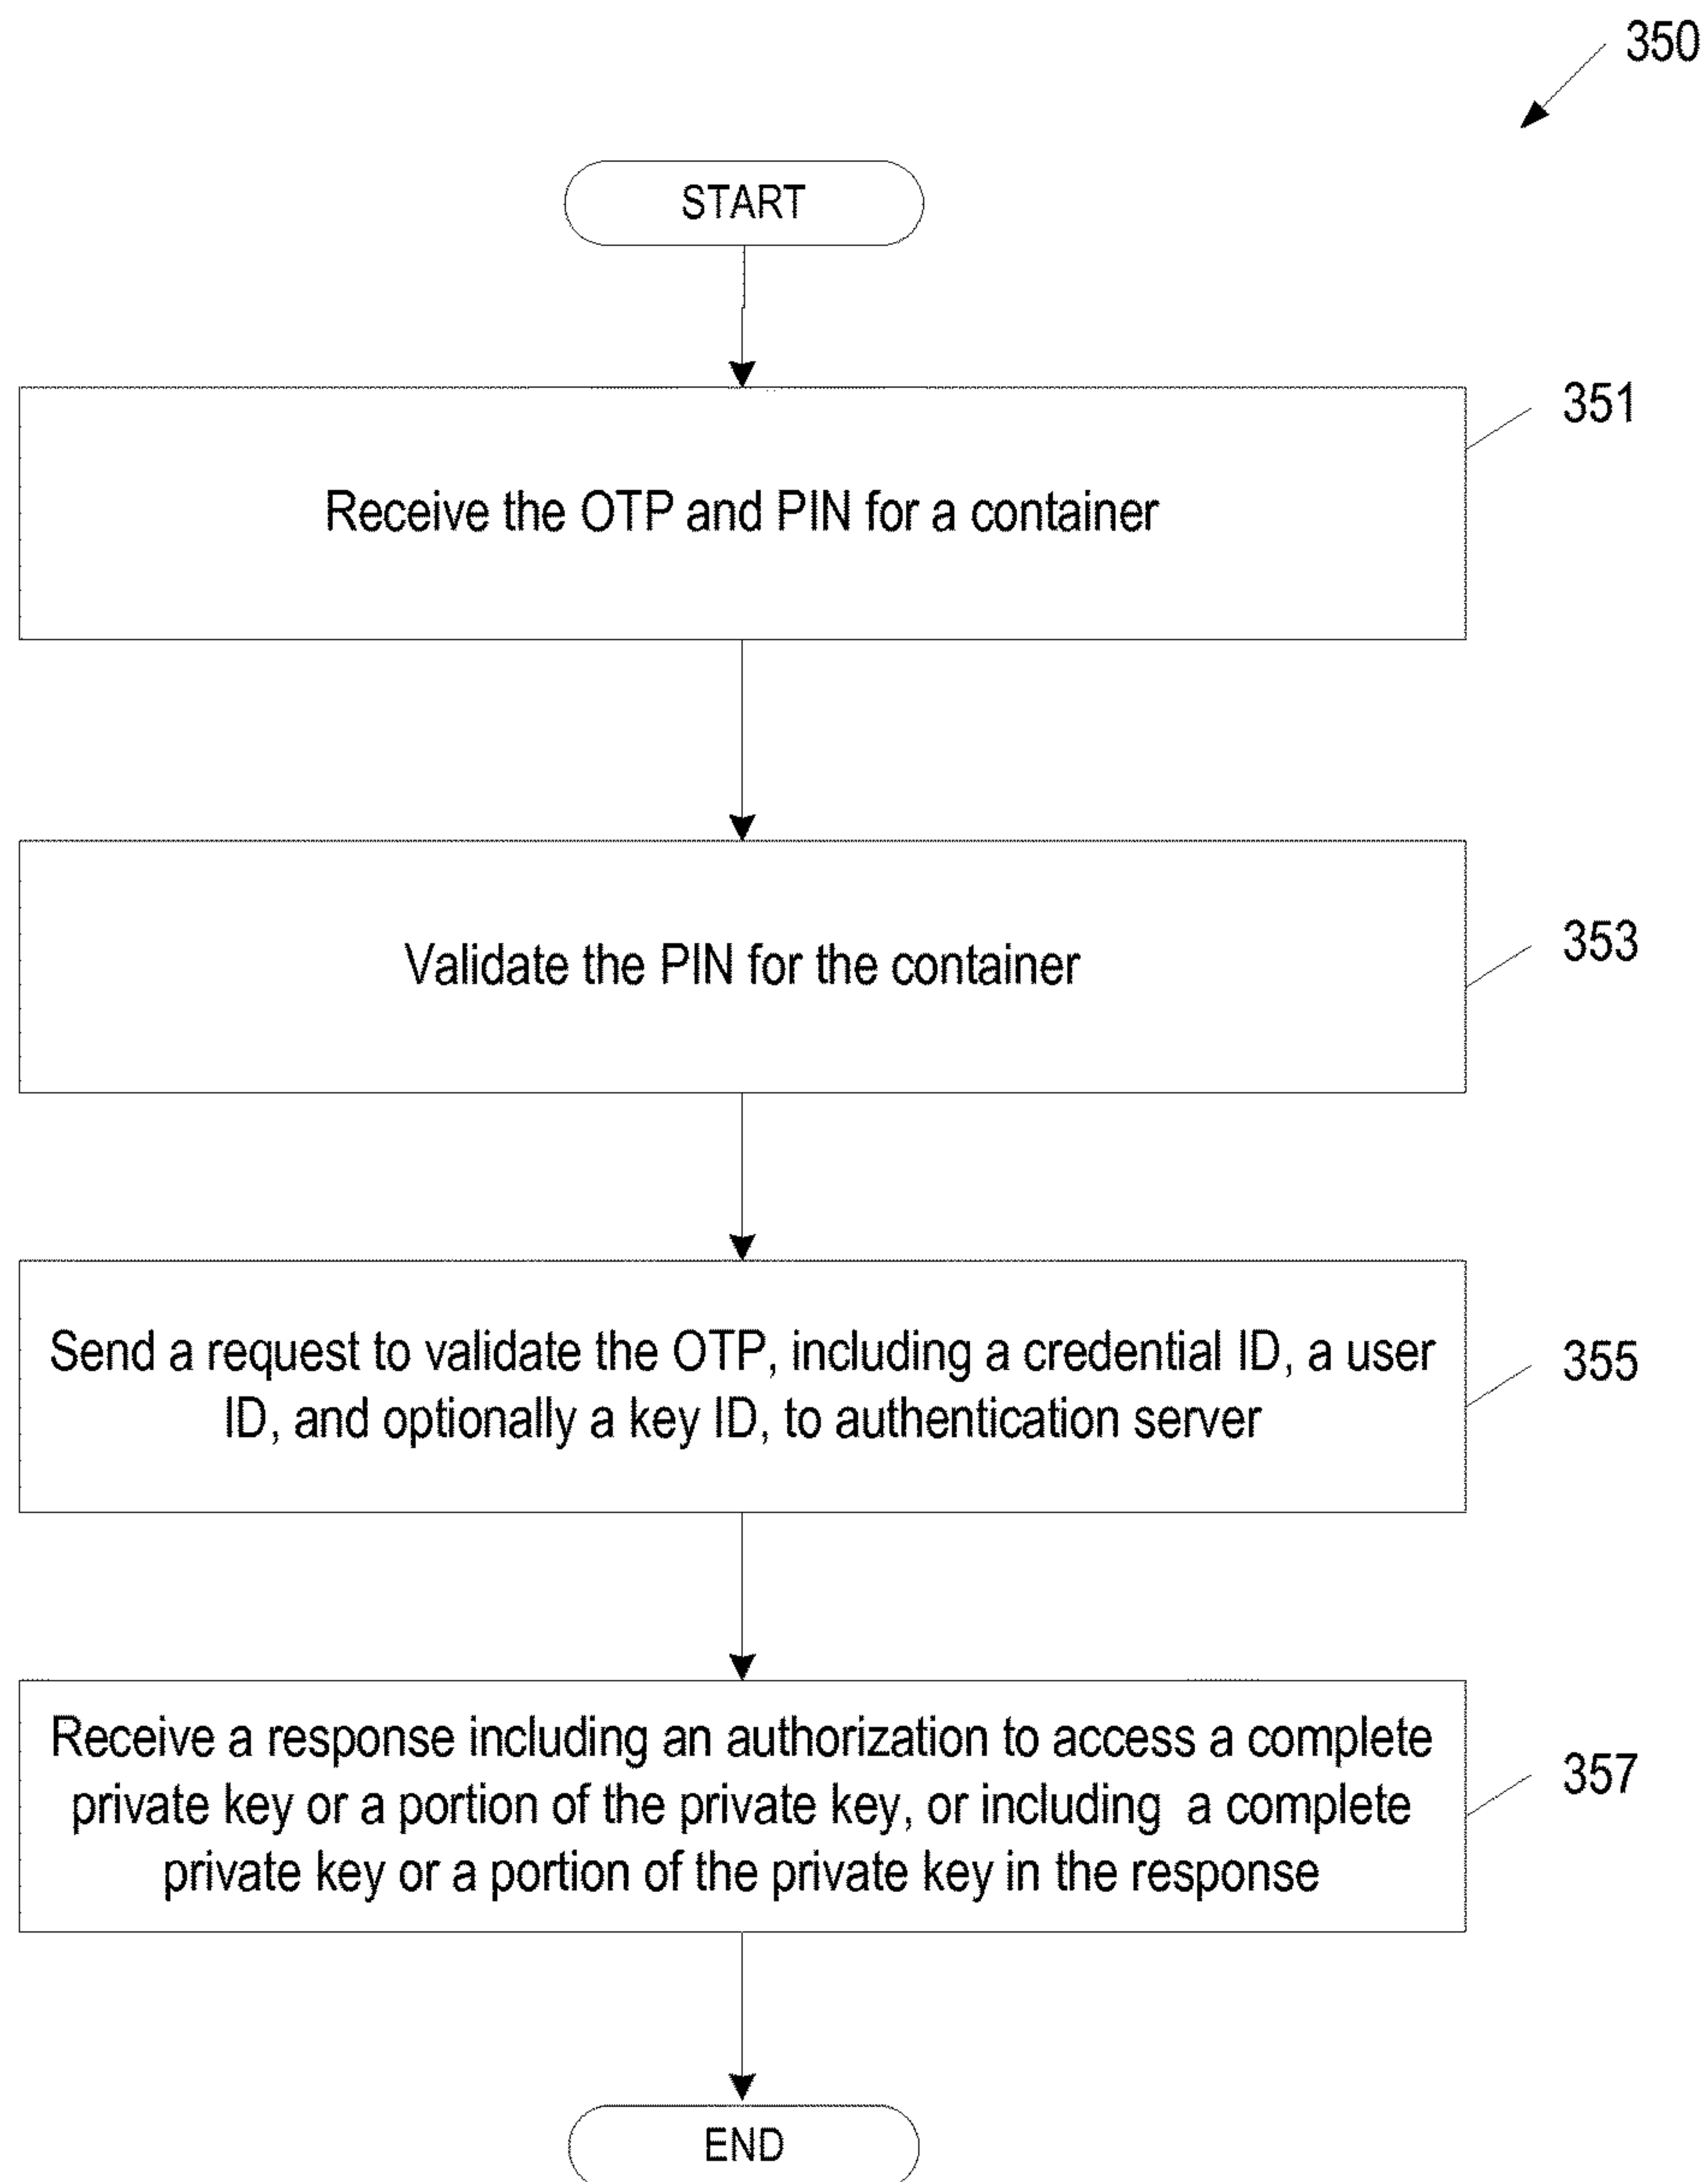 350
START
351
Receive the OTP and PIN for a container
353
Validate the PIN for the container
Send a request to validate the OTP, including a credential ID, a user
355
ID, and optionally a key ID, to authentication server
Receive a response including an authorization to access a complete
357
private key or a portion of the private key, or including a complete
private key or a portion of the private key in the response
END